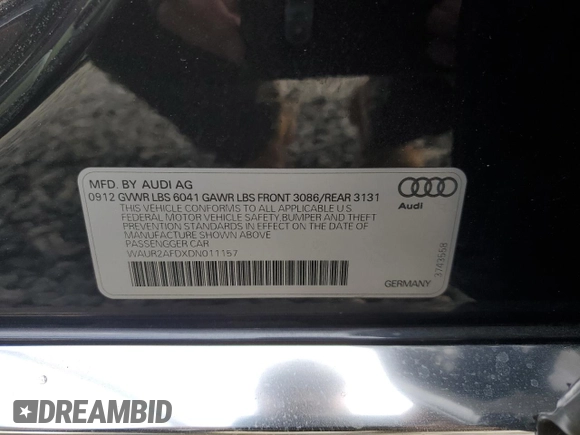 MFD. BY AUDI AG
0912 GVWR LBS 6041 GAWR LBS FRONT 3086/REAR 3131
THIS VEHICLE CONFORMS TO ALL APPLICABLE U.S.
FEDERAL MOTOR VEHICLE SAFETY,BUMPER AND THEFT
PREVENTION STANDARDS IN EFFECT ON THE DATE OF
MANUFACTURE SHOWN ABOVE
PASSENGGER CAR
WAUR2AFDXDN011157
Audi
3743568
GERMANY
DREAMBID